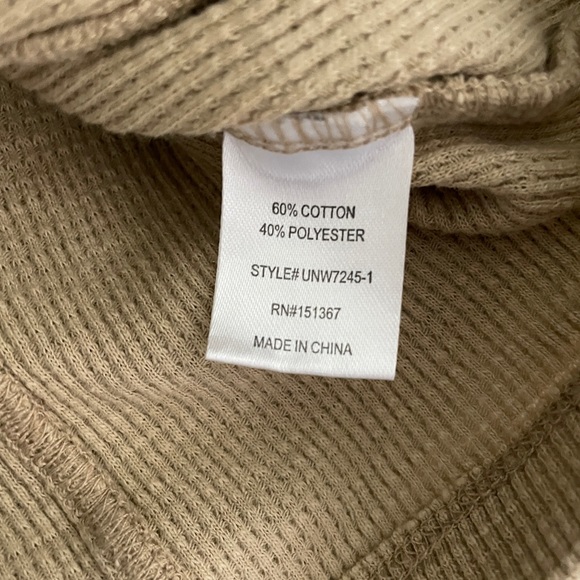 60% COTTON
40% POLYESTER
STYLE# UNW7245-1
RN#151367
MADE IN CHINA